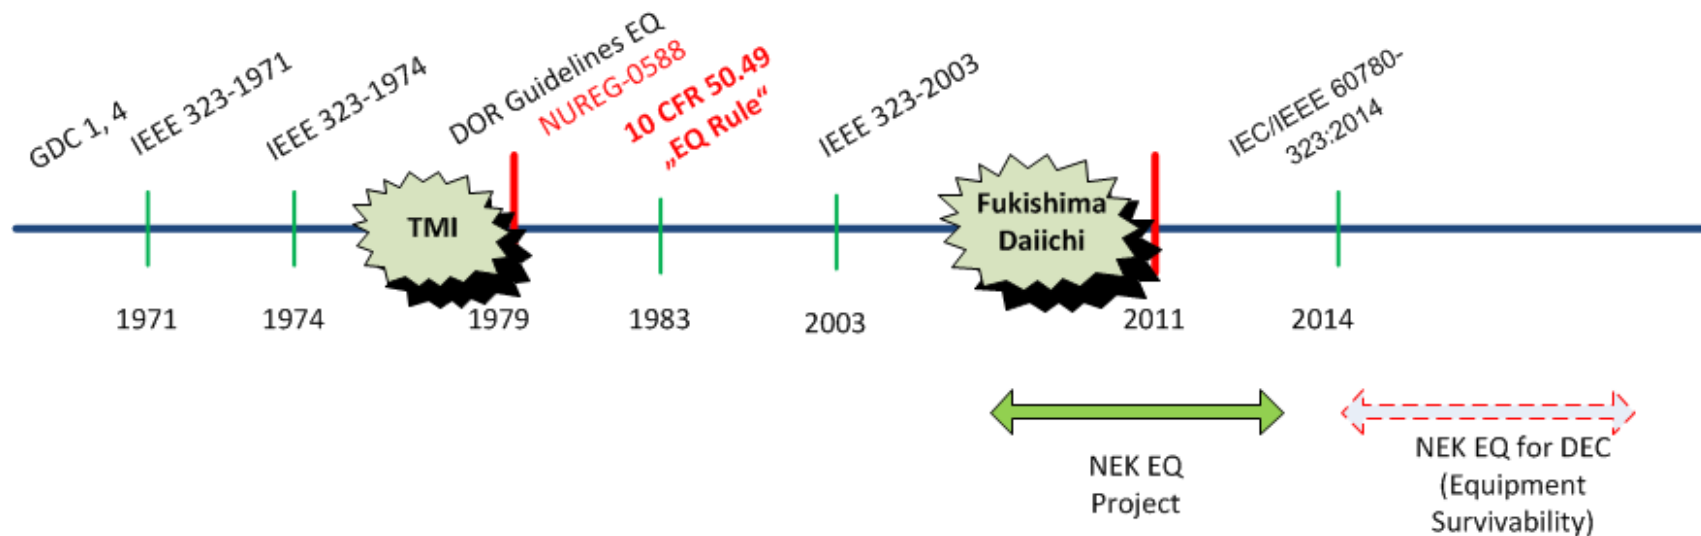 GDC 1, 4
IEEE 323-1971
IEEE 323-1974
DOR Guidelines EQ
NUREG-0588
10 CFR 50.49
„EQ Rule“
IEEE 323-2003
IEC/IEEE 60780-
323:2014
TMI
Fukishima
Daiichi
1971
1974
1979
1983
2003
2011
2014
NEK EQ
Project
NEK EQ for DEC
(Equipment
Survivability)